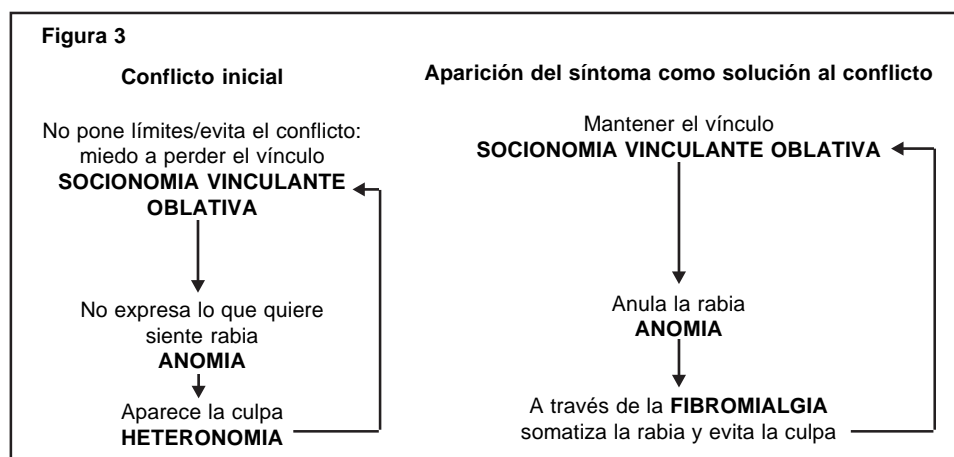 Figura 3
Conflicto inicial
No pone límites/evita el conflicto:
miedo a perder el vínculo
SOCIONOMIA VINCULANTE
OBLATIVA
No expresa lo que quiere
siente rabia
ANOMIA
Aparece la culpa
HETERONOMIA
Aparición del síntoma como solución al conflicto
Mantener el vínculo
SOCIONOMIA VINCULANTE OBLATIVA
Anula la rabia
ANOMIA
A través de la FIBROMIALGIA
somatiza la rabia y evita la culpa